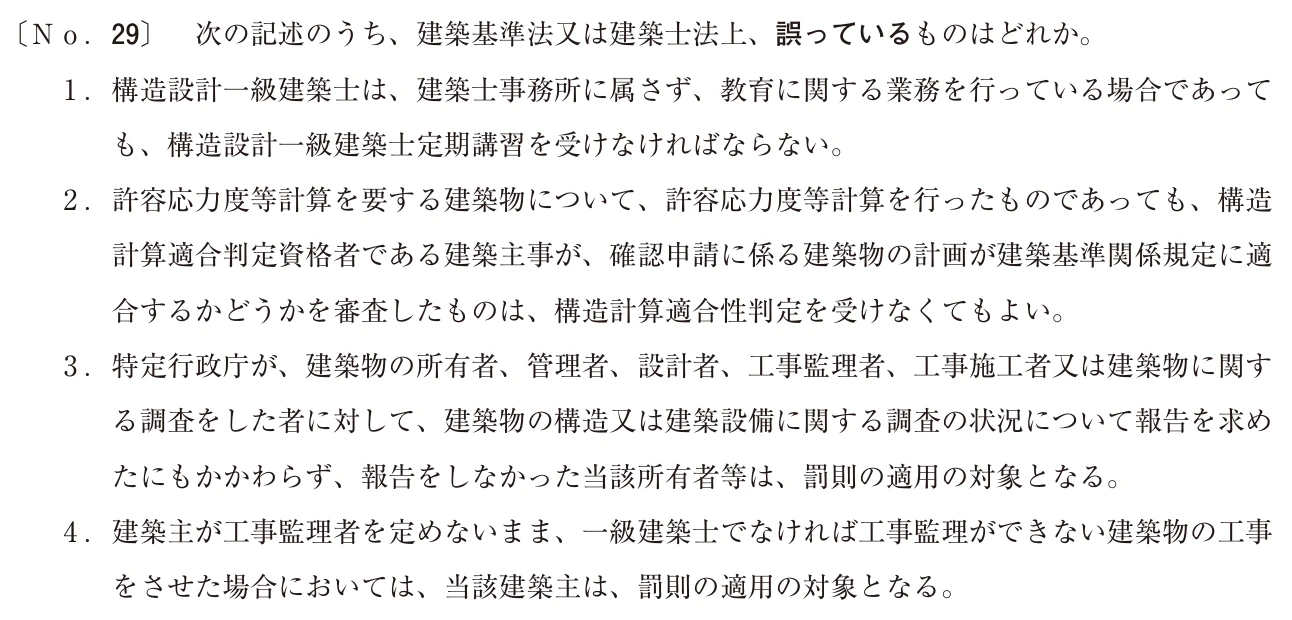 〔Ｎｏ．29〕　次の記述のうち、建築基準法又は建築士法上、誤っているものはどれか。
１．構造設計一級建築士は、建築士事務所に属さず、教育に関する業務を行っている場合であって
も、構造設計一級建築士定期講習を受けなければならない。
２．許容応力度等計算を要する建築物について、許容応力度等計算を行ったものであっても、構造
計算適合判定資格者である建築主事が、確認申請に係る建築物の計画が建築基準関係規定に適
合するかどうかを審査したものは、構造計算適合性判定を受けなくてもよい。
３．特定行政庁が、建築物の所有者、管理者、設計者、工事監理者、工事施工者又は建築物に関す
る調査をした者に対して、建築物の構造又は建築設備に関する調査の状況について報告を求め
たにもかかわらず、報告をしなかった当該所有者等は、罰則の適用の対象となる。
４．建築主が工事監理者を定めないまま、一級建築士でなければ工事監理ができない建築物の工事
をさせた場合においては、当該建築主は、罰則の適用の対象となる。